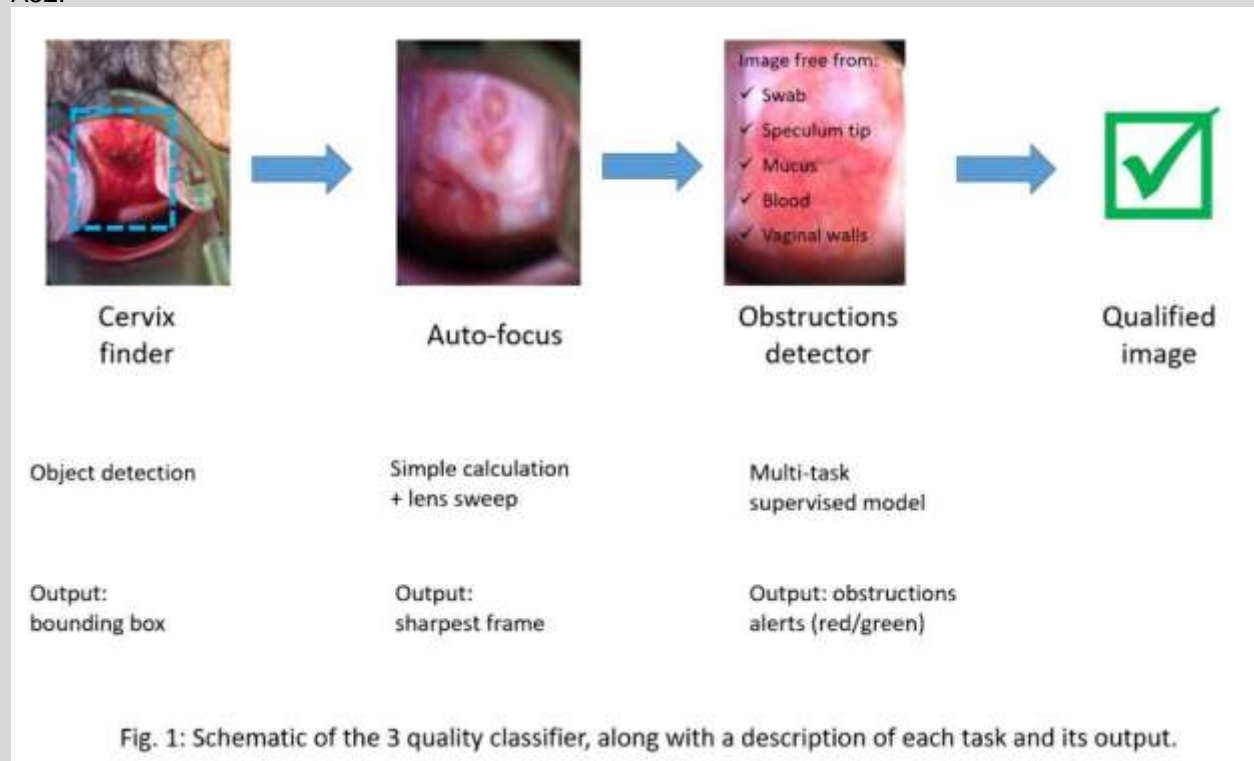 Image free from:
✓ Swab
✓ Speculum tip
✓ Mucus
✓ Blood
✓ Vaginal walls
Cervix
finder
Auto-focus
Obstructions
detector
Qualified
image
Object detection
Simple calculation
+ lens sweep
Multi-task
supervised model
Output:
bounding box
Output:
sharpest frame
Output: obstructions
alerts (red/green)
Fig. 1: Schematic of the 3 quality classifier, along with a description of each task and its output.